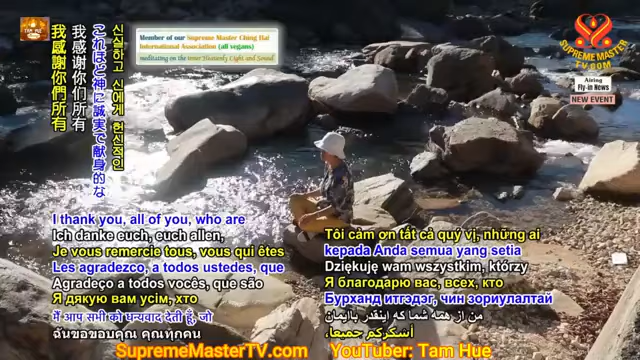 TAM HUE
Member of our Supreme Master Ching Hai
International Association (all vegans)
meditating on the Inner Heavenly Light and Sound
SUPREME MASTER
TV.COM
Airing
Fly-in News
NEW EVENT
신실하고 신에게 헌신적인
これほど神に誠実で献身的な
我感谢你们所有
我感謝你們所有
I thank you, all of you, who are
Ich danke euch, euch allen,
Je vous remercie tous, vous qui êtes
Les agradezco, a todos ustedes, que
Agradeço a todos vocês, que são
Я дякую вам усім, хто
मैं आप सभी को धन्यवाद देती हूँ, जो
ฉันขอขอบคุณ คุณทุกคน
Tôi cảm ơn tất cả quý vị, những ai
kepada Anda semua yang setia
Dziękuję wam wszystkim, którzy
Я благодарю вас, всех, кто
Бурханд итгэдэг, чин зориулалтай
من از همه شما که اینقدر باایمان
أشكركم جميعا،
SupremeMasterTV.com
YouTuber: Tam Hue